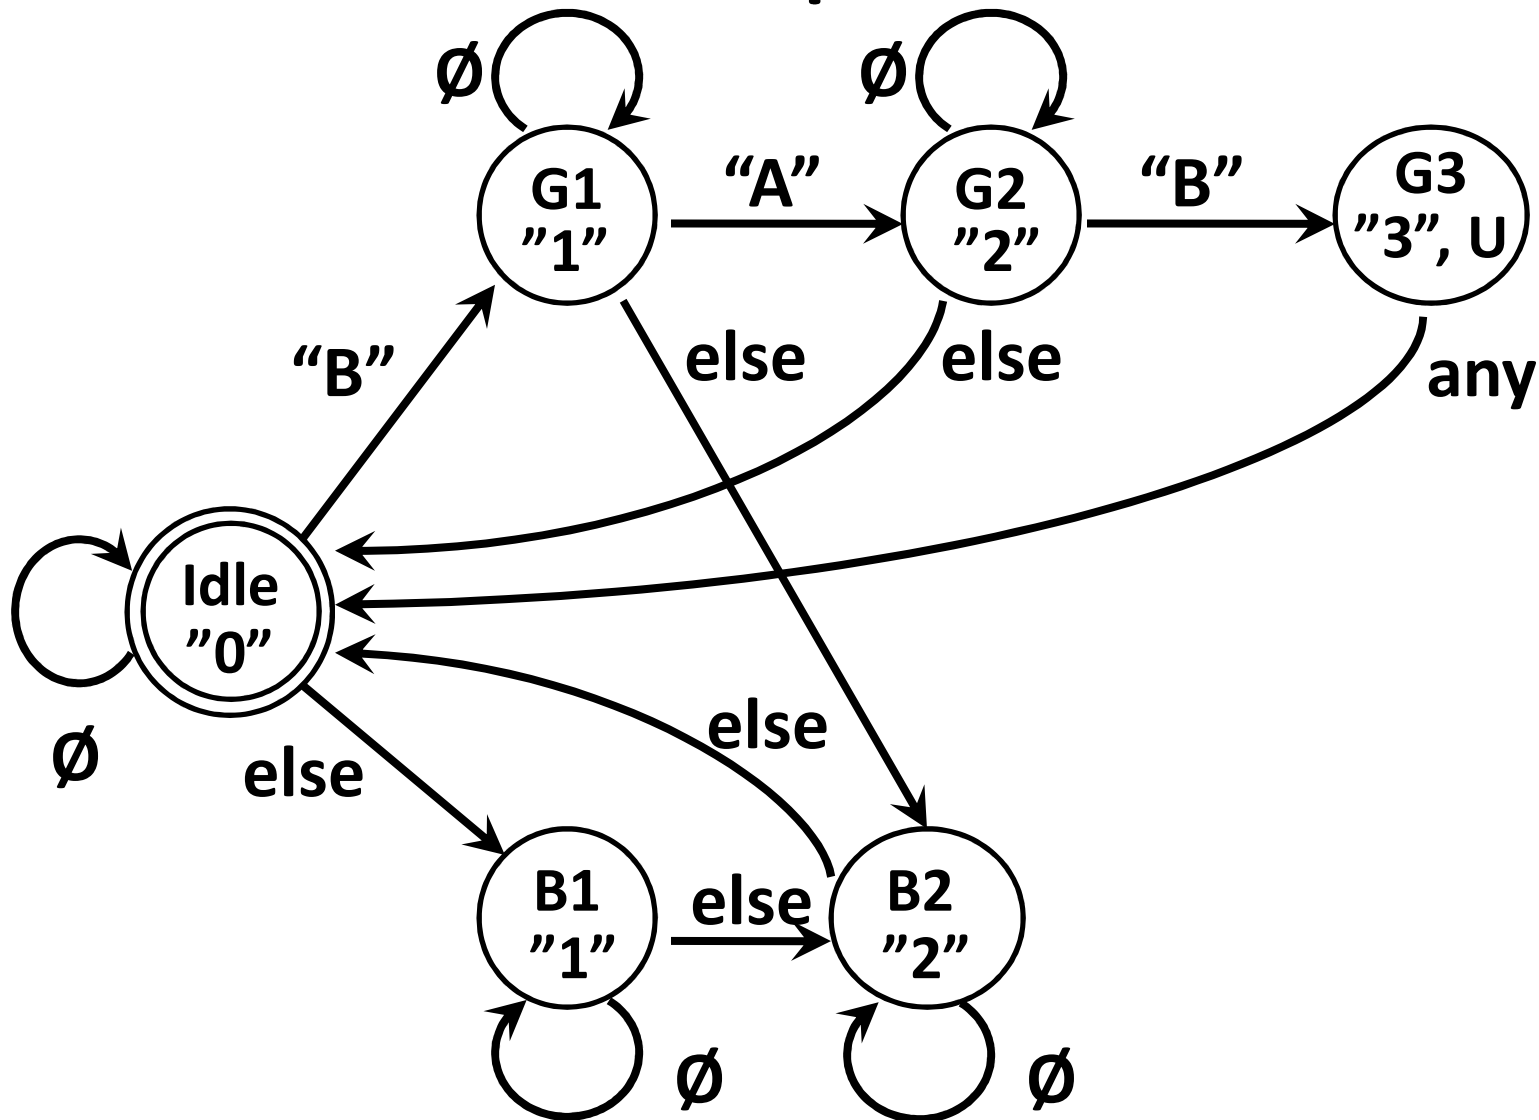 Ø
Ø
G1
”1”
“A”
G2
”2”
“B”
G3
”3”, U
“B”
else
else
any
Idle
”0”
Ø
else
else
B1
”1”
else
B2
”2”
Ø
Ø